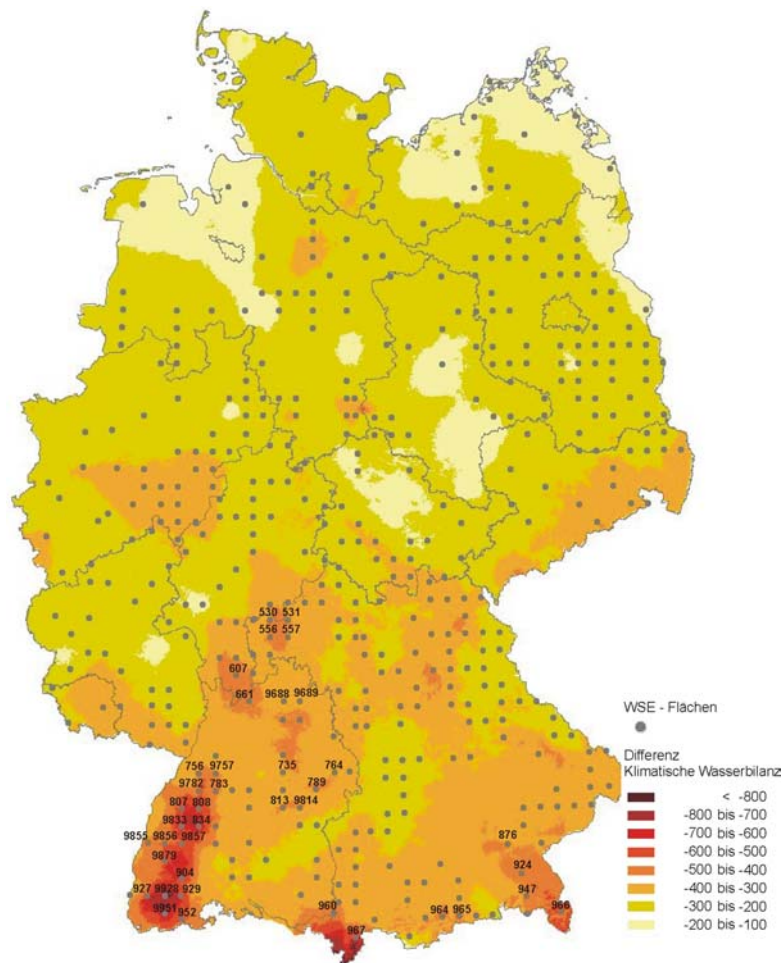 530 531
556 557
607
661 9688 9689
WSE - Flächen
Differenz
Klimatische Wasserbilanz
756 9757 735 764
9782 783 789
807 808 813 9814
9833 834
9855 9856 9857
9879
904
927 9928 929
9951 952
876
924
947
960 964 965 966
967
< -800
-800 bis -700
-700 bis -600
-600 bis -500
-500 bis -400
-400 bis -300
-300 bis -200
-200 bis -100